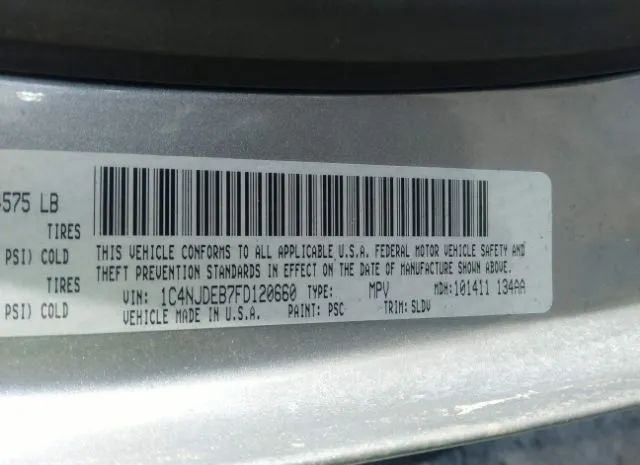 575 LB
TIRES
PSI) COLD
TIRES
PSI) COLD
THIS VEHICLE CONFORMS TO ALL APPLICABLE U.S.A. FEDERAL MOTOR VEHICLE SAFETY AND
THEFT PREVENTION STANDARDS IN EFFECT ON THE DATE OF MANUFACTURE SHOWN ABOVE.
VIN: 1C4NJDEB7FD120660 TYPE: MPV MDH:101411 134AA
MADE IN U.S.A. PAINT: PSC TRIM: SLDV